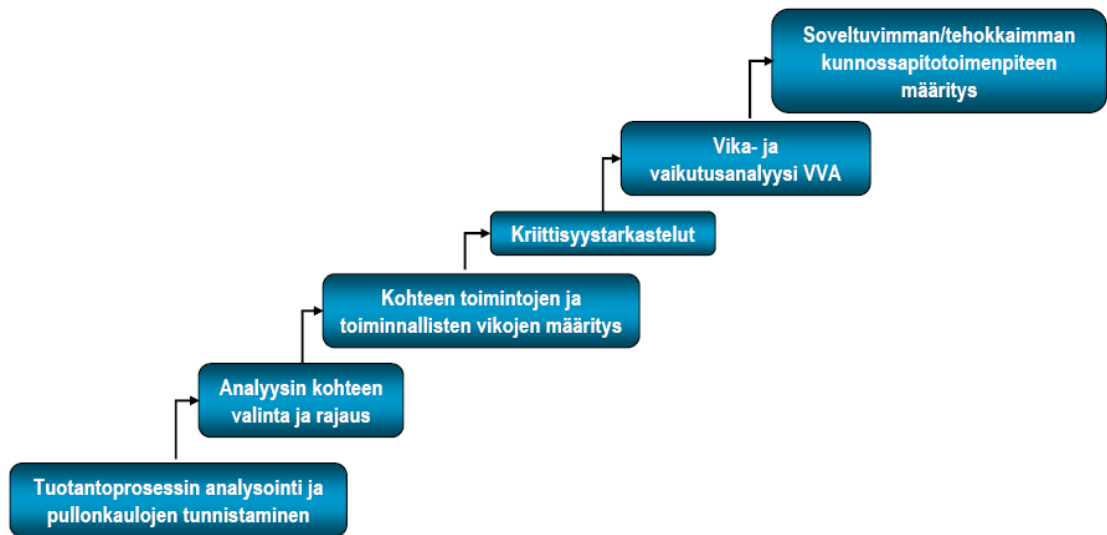 Soveltuvimman/tehokkaimman
kunnossapitotoimenpiteen
määritys
Vika- ja
vaikutusanalyysi VVA
Kriittisyystarkastelut
Kohteen toimintojen ja
toiminnallisten vikojen määritys
Analyysin kohteen
valinta ja rajaus
Tuotantoprosessin analysointi ja
pullonkaulojen tunnistaminen